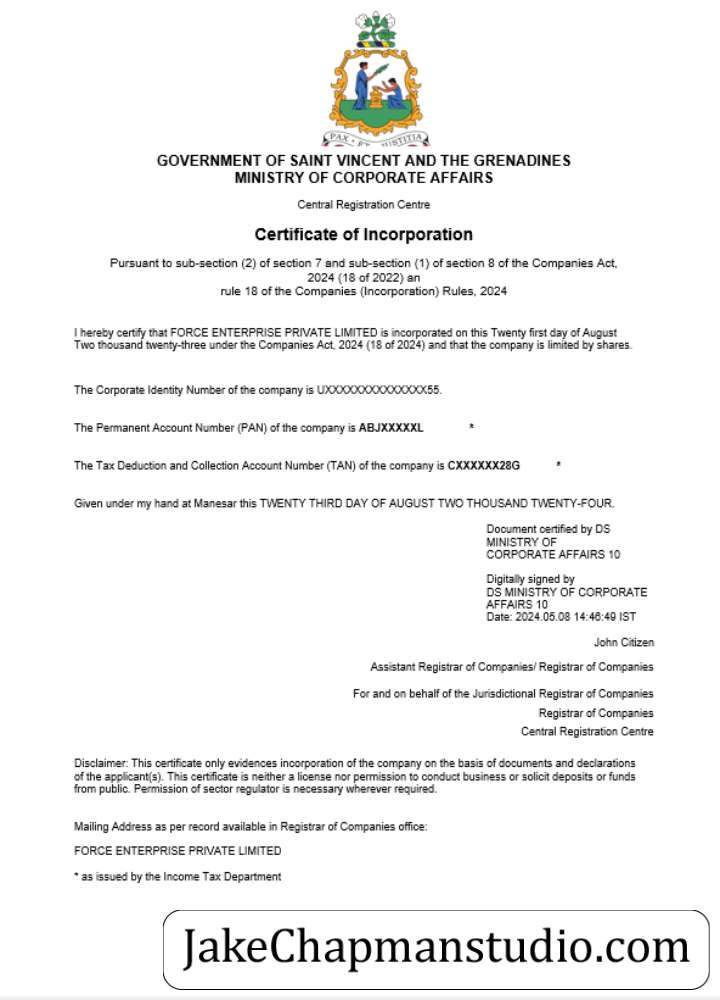 PAX · ET JUSTITIA
GOVERNMENT OF SAINT VINCENT AND THE GRENADINES
MINISTRY OF CORPORATE AFFAIRS
Central Registration Centre
Certificate of Incorporation
Pursuant to sub-section (2) of section 7 and sub-section (1) of section 8 of the Companies Act,
2024 (18 of 2022) an
rule 18 of the Companies (Incorporation) Rules, 2024
I hereby certify that FORCE ENTERPRISE PRIVATE LIMITED is incorporated on this Twenty first day of August
Two thousand twenty-three under the Companies Act, 2024 (18 of 2024) and that the company is limited by shares.
The Corporate Identity Number of the company is UXXXXXXXXXXXXXX55.
The Permanent Account Number (PAN) of the company is ABJXXXXXL *
The Tax Deduction and Collection Account Number (TAN) of the company is CXXXXXX28G *
Given under my hand at Manesar this TWENTY THIRD DAY OF AUGUST TWO THOUSAND TWENTY-FOUR.
Document certified by DS
MINISTRY OF
CORPORATE AFFAIRS 10
Digitally signed by
DS MINISTRY OF CORPORATE
AFFAIRS 10
Date: 2024.05.08 14:46:49 IST
John Citizen
Assistant Registrar of Companies/ Registrar of Companies
For and on behalf of the Jurisdictional Registrar of Companies
Registrar of Companies
Central Registration Centre
Disclaimer: This certificate only evidences incorporation of the company on the basis of documents and declarations
of the applicant(s). This certificate is neither a license nor permission to conduct business or solicit deposits or funds
from public. Permission of sector regulator is necessary wherever required.
Mailing Address as per record available in Registrar of Companies office:
FORCE ENTERPRISE PRIVATE LIMITED
* as issued by the Income Tax Department
JakeChapmanstudio.com